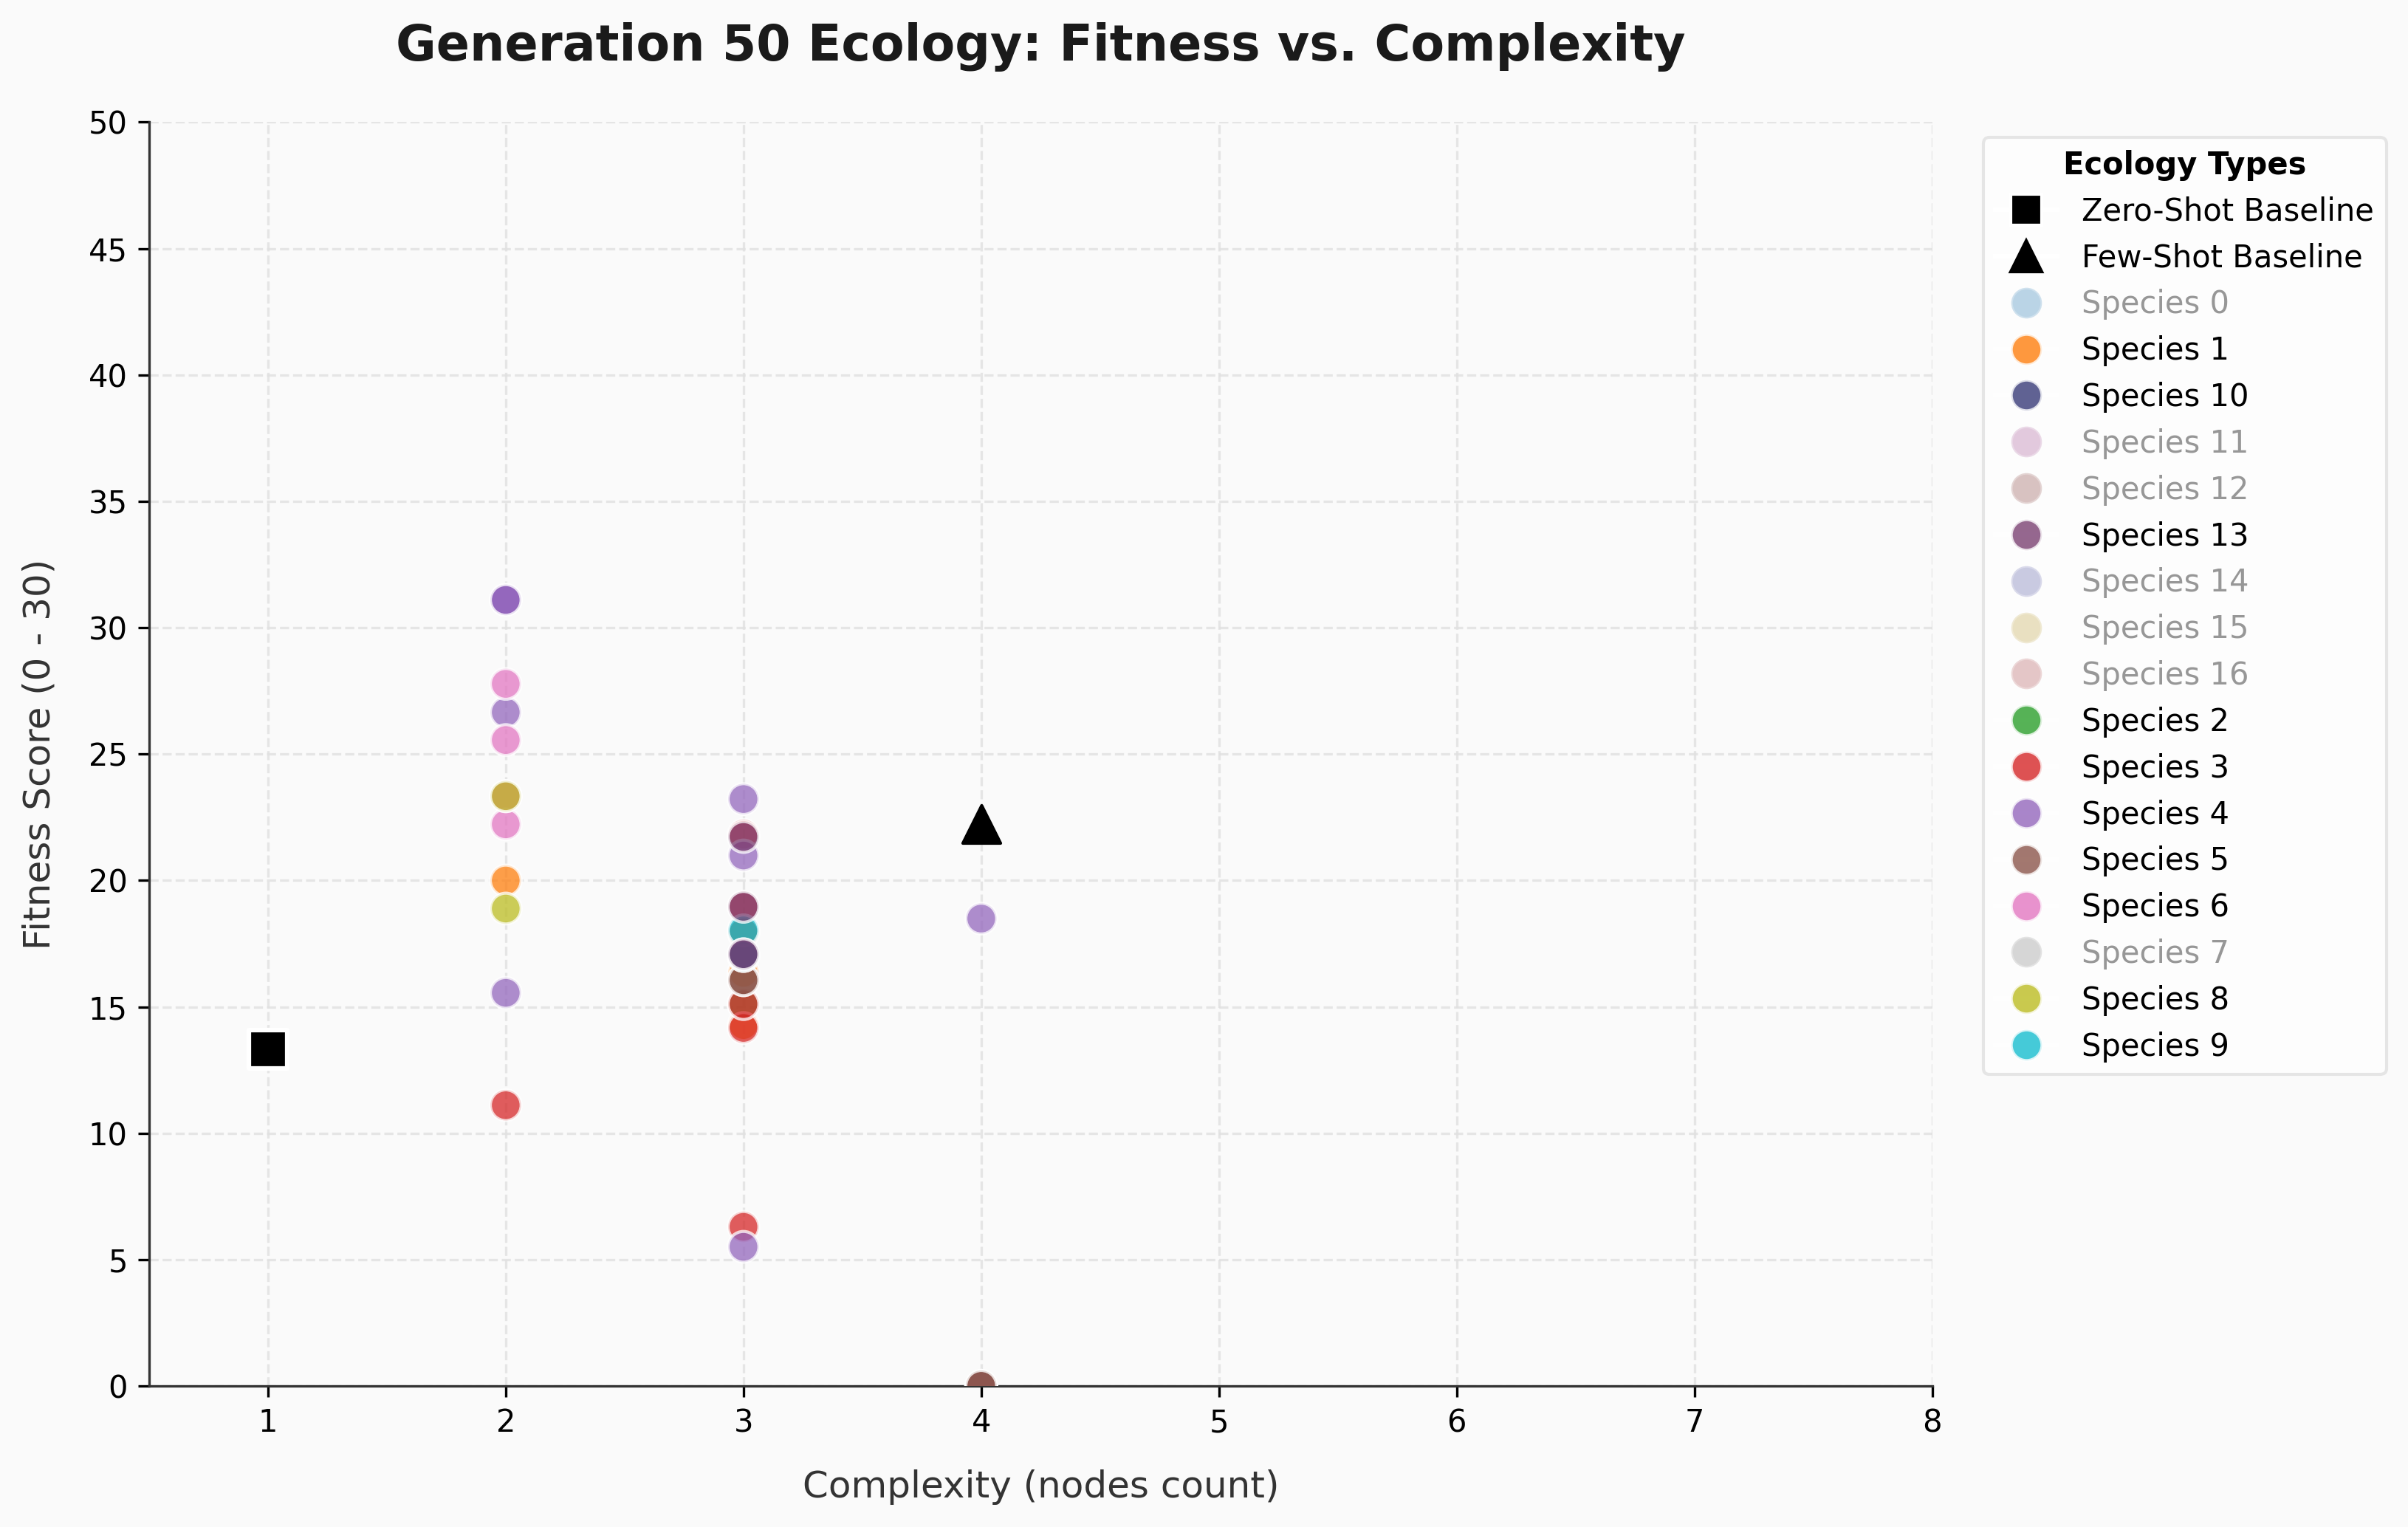 Generation 50 Ecology: Fitness vs. Complexity
50
45
40
35
30
25
20
15
10
5
0
Fitness Score (0 - 30)
1 2 3 4 5 6 7 8
Complexity (nodes count)
Ecology Types
Zero-Shot Baseline
Few-Shot Baseline
Species 0
Species 1
Species 10
Species 11
Species 12
Species 13
Species 14
Species 15
Species 16
Species 2
Species 3
Species 4
Species 5
Species 6
Species 7
Species 8
Species 9